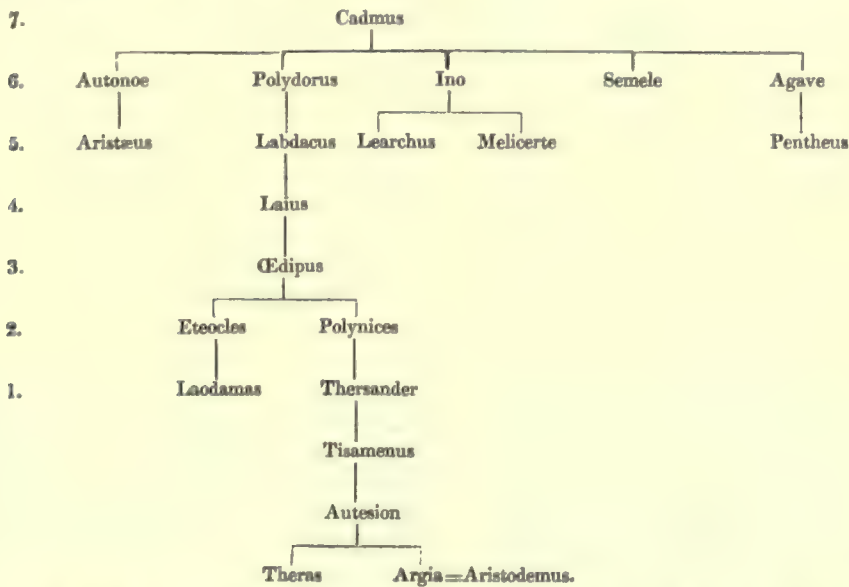 7. Cadmus
6. Autonoe Polydorus Ino Semele Agave
5. Aristæus Labdacus Learchus Melicerte Pentheus
4. Laius
3. Œdipus
2. Eteocles Polynices
1. Laodamas Thersander
Tisamenus
Autesion
Theras Argia=Aristodemus.